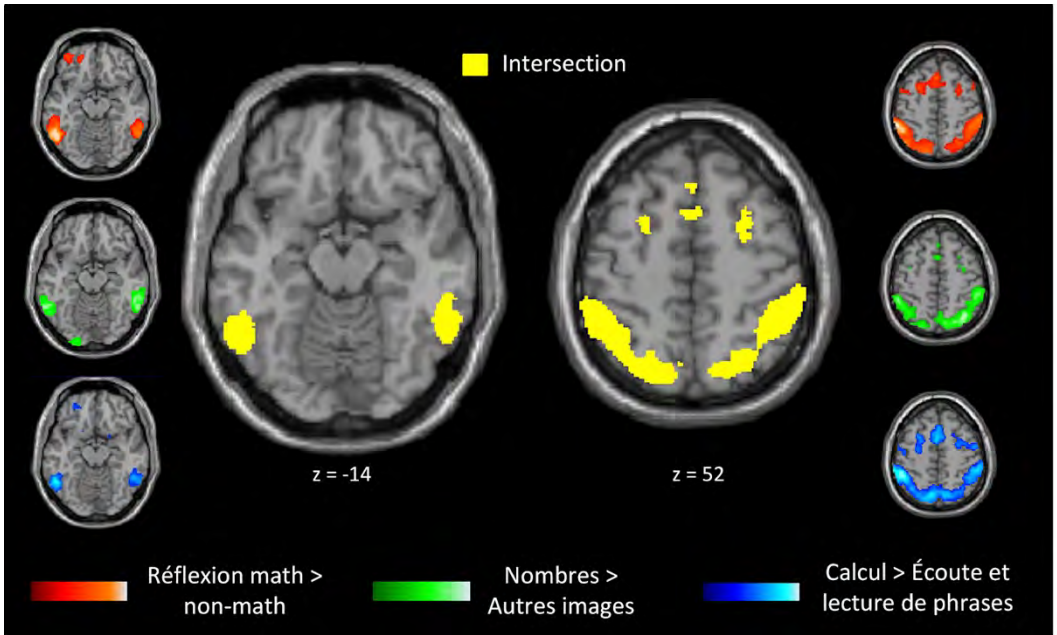 Intersection
z = -14
z = 52
Réflexion math >
non-math
Nombres >
Autres images
Calcul > Écoute et
lecture de phrases